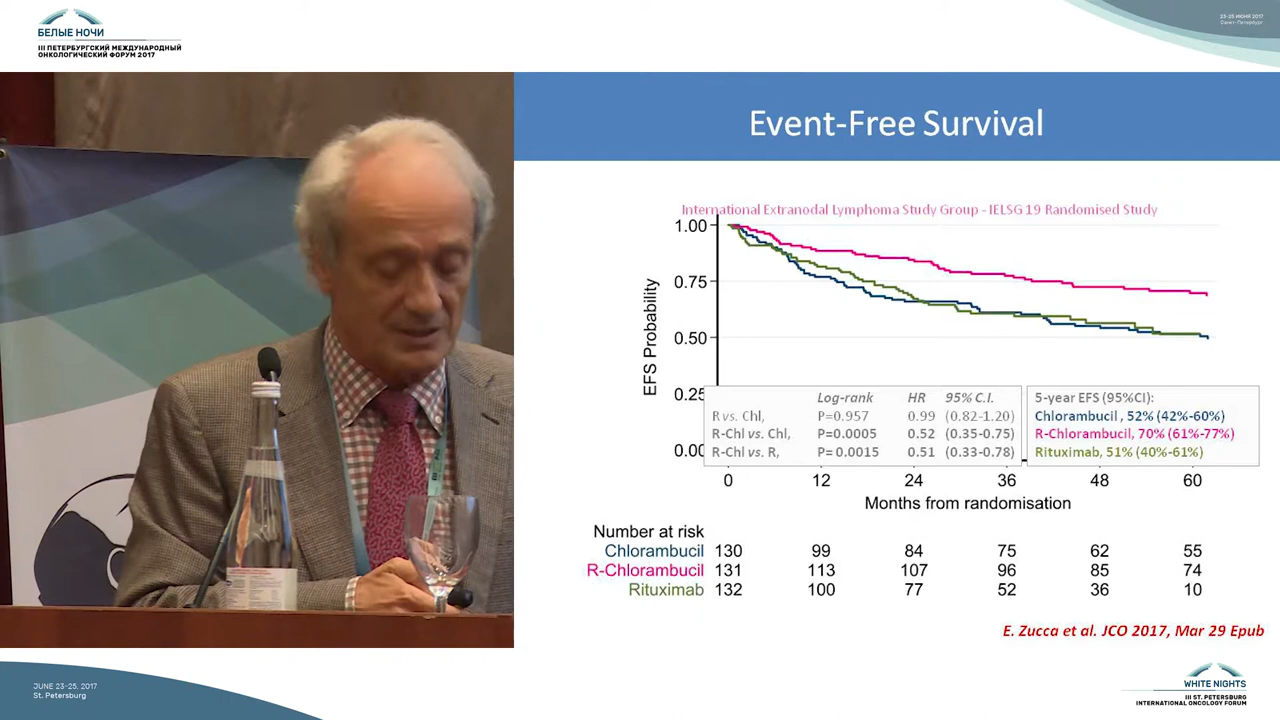 БЕЛЫЕ НОЧИ
III ПЕТЕРБУРГСКИЙ МЕЖДУНАРОДНЫЙ
ОНКОЛОГИЧЕСКИЙ ФОРУМ 2017
23-25 ИЮНЯ 2017
Санкт-Петербург
Event-Free Survival
International Extranodal Lymphoma Study Group - IELSG 19 Randomised Study
1.00
0.75
0.50
0.25
0.00
EFS Probability
Log-rank HR 95% C.I.
R vs. Chl, P=0.957 0.99 (0.82-1.20)
R-Chl vs. Chl, P=0.0005 0.52 (0.35-0.75)
R-Chl vs. R, P= 0.0015 0.51 (0.33-0.78)
5-year EFS (95%CI):
Chlorambucil , 52% (42%-60%)
R-Chlorambucil, 70% (61%-77%)
Rituximab, 51% (40%-61%)
0 12 24 36 48 60
Months from randomisation
Number at risk
Chlorambucil 130 99 84 75 62 55
R-Chlorambucil 131 113 107 96 85 74
Rituximab 132 100 77 52 36 10
E. Zucca et al. JCO 2017, Mar 29 Epub
JUNE 23-25, 2017
St. Petersburg
WHITE NIGHTS
III ST. PETERSBURG
INTERNATIONAL ONCOLOGY FORUM